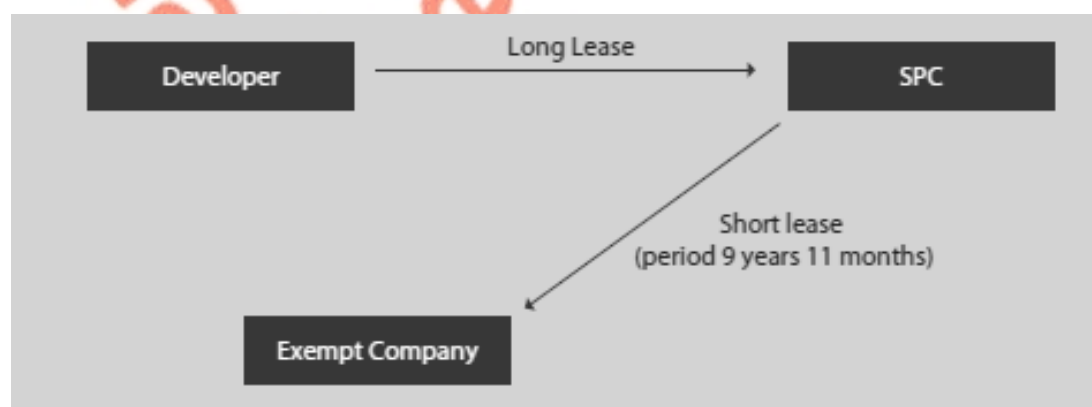 Long Lease
Developer
SPC
Short lease
(period 9 years 11 months)
Exempt Company